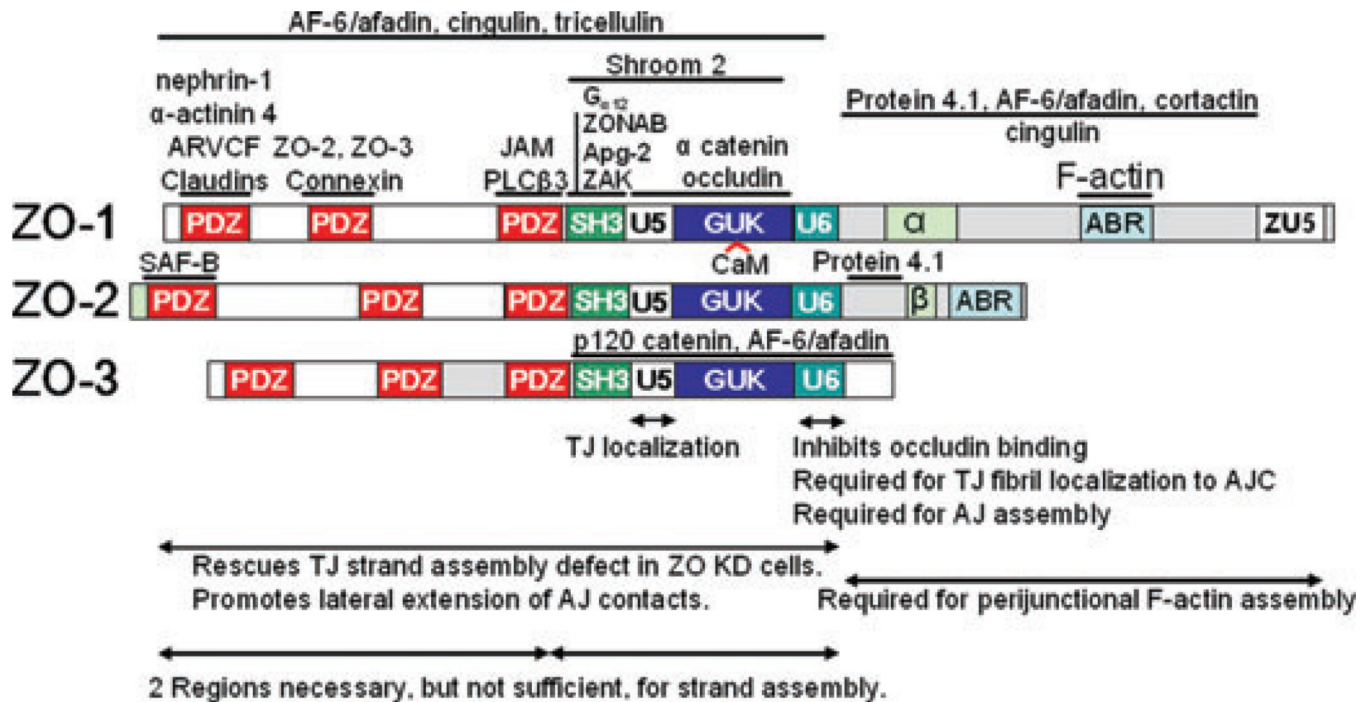 AF-6/afadin, cingulin, tricellulin
Shroom 2
nephrin-1
α-actinin 4
ARVCF
Claudins
ZO-2, ZO-3
Connexin
JAM
PLCβ3
Gα12
ZONAB
Apg-2
ZAK
α catenin
occludin
Protein 4.1, AF-6/afadin, cortactin
cingulin
F-actin
ZO-1 PDZ PDZ PDZ SH3 U5 GUK U6 α ABR ZU5
CaM
SAF-B
Protein 4.1
ZO-2 PDZ PDZ PDZ SH3 U5 GUK U6 β ABR
p120 catenin, AF-6/afadin
ZO-3 PDZ PDZ PDZ SH3 U5 GUK U6
TJ localization
Inhibits occludin binding
Required for TJ fibril localization to AJC
Required for AJ assembly
Rescues TJ strand assembly defect in ZO KD cells.
Promotes lateral extension of AJ contacts.
Required for perijunctional F-actin assembly
2 Regions necessary, but not sufficient, for strand assembly.